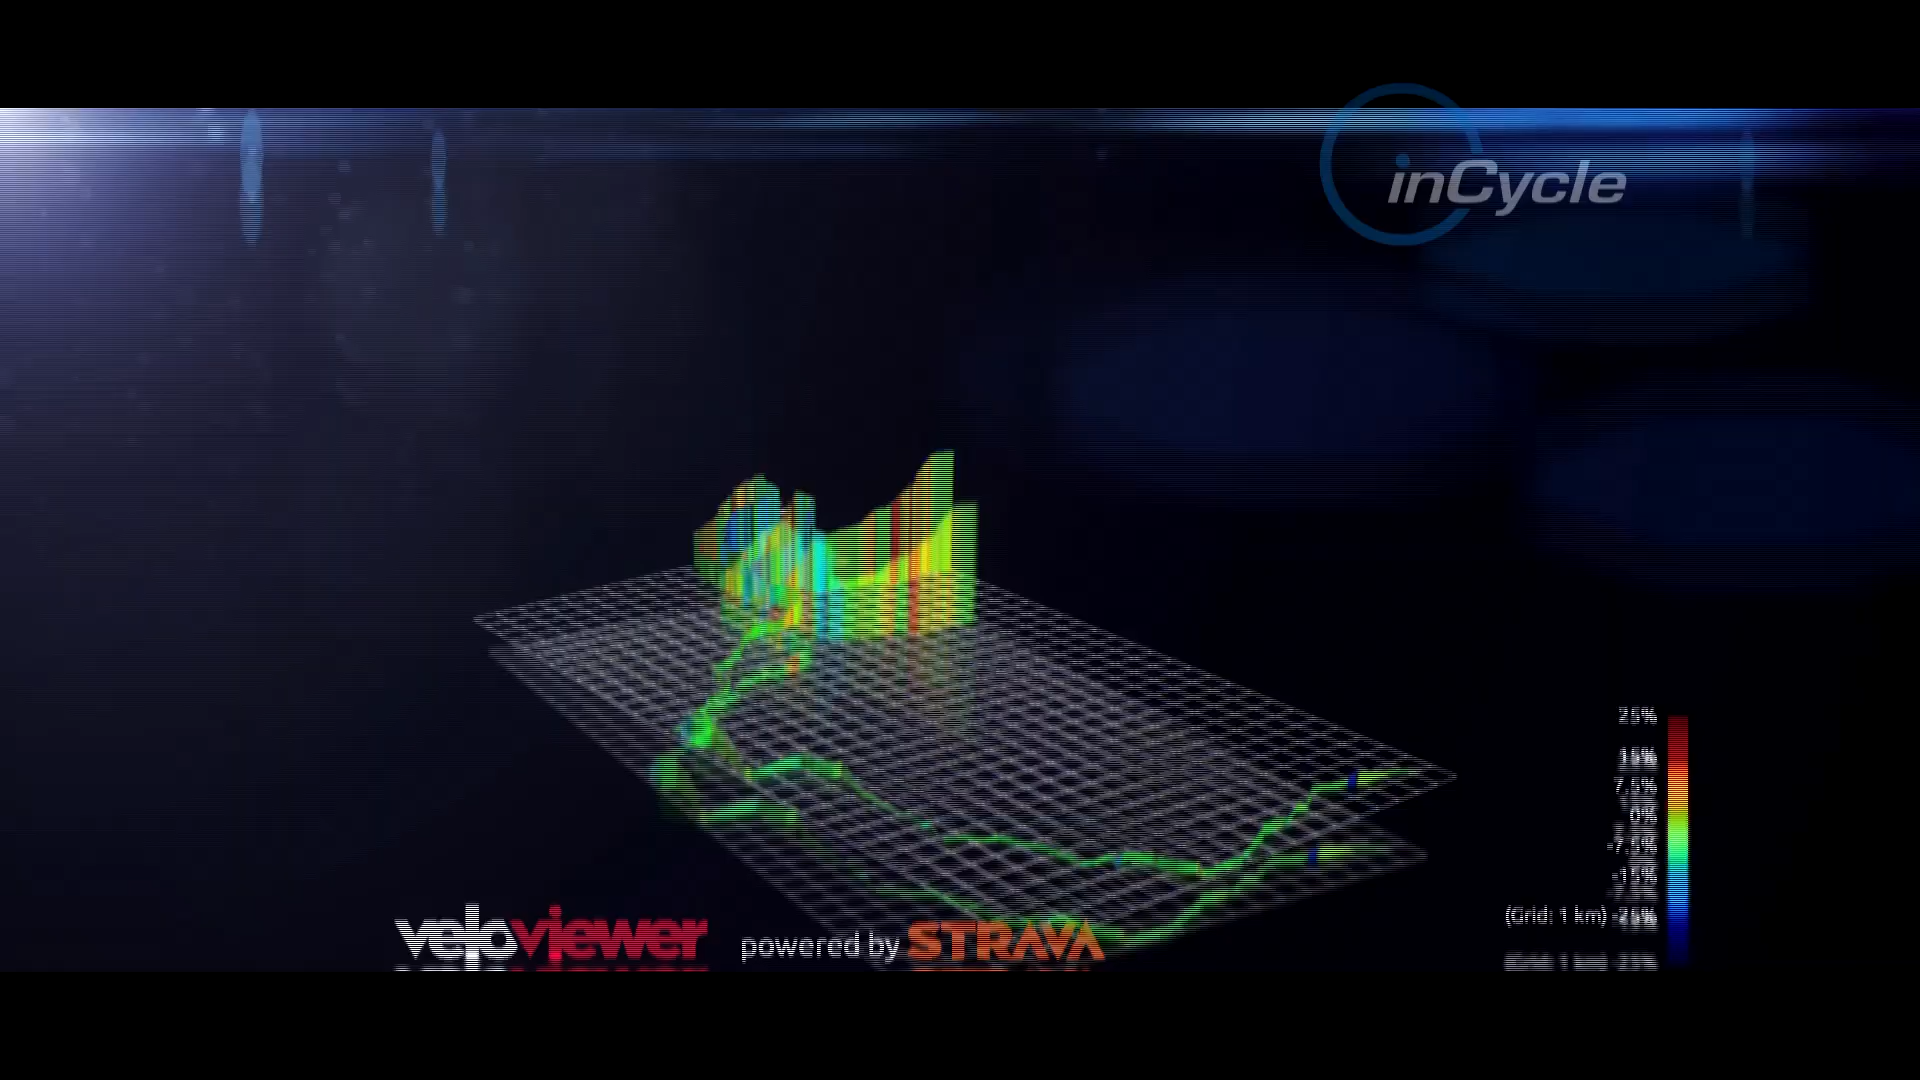 inCycle
25%
15%
7,5%
0%
-7,5%
-15%
(Grid: 1 km) -25%
veloviewer powered by STRAVA